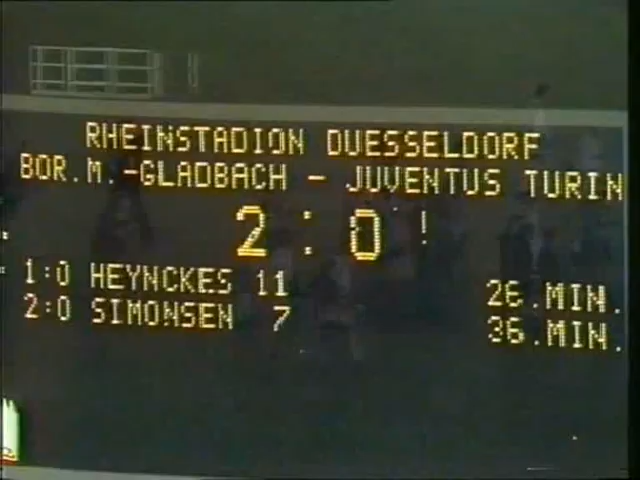 RHEINSTADION DUESSELDORF
BOR.M.-GLADBACH - JUVENTUS TURIN
2:0!
1:0 HEYNCKES 11 26.MIN.
2:0 SIMONSEN 7 36.MIN.